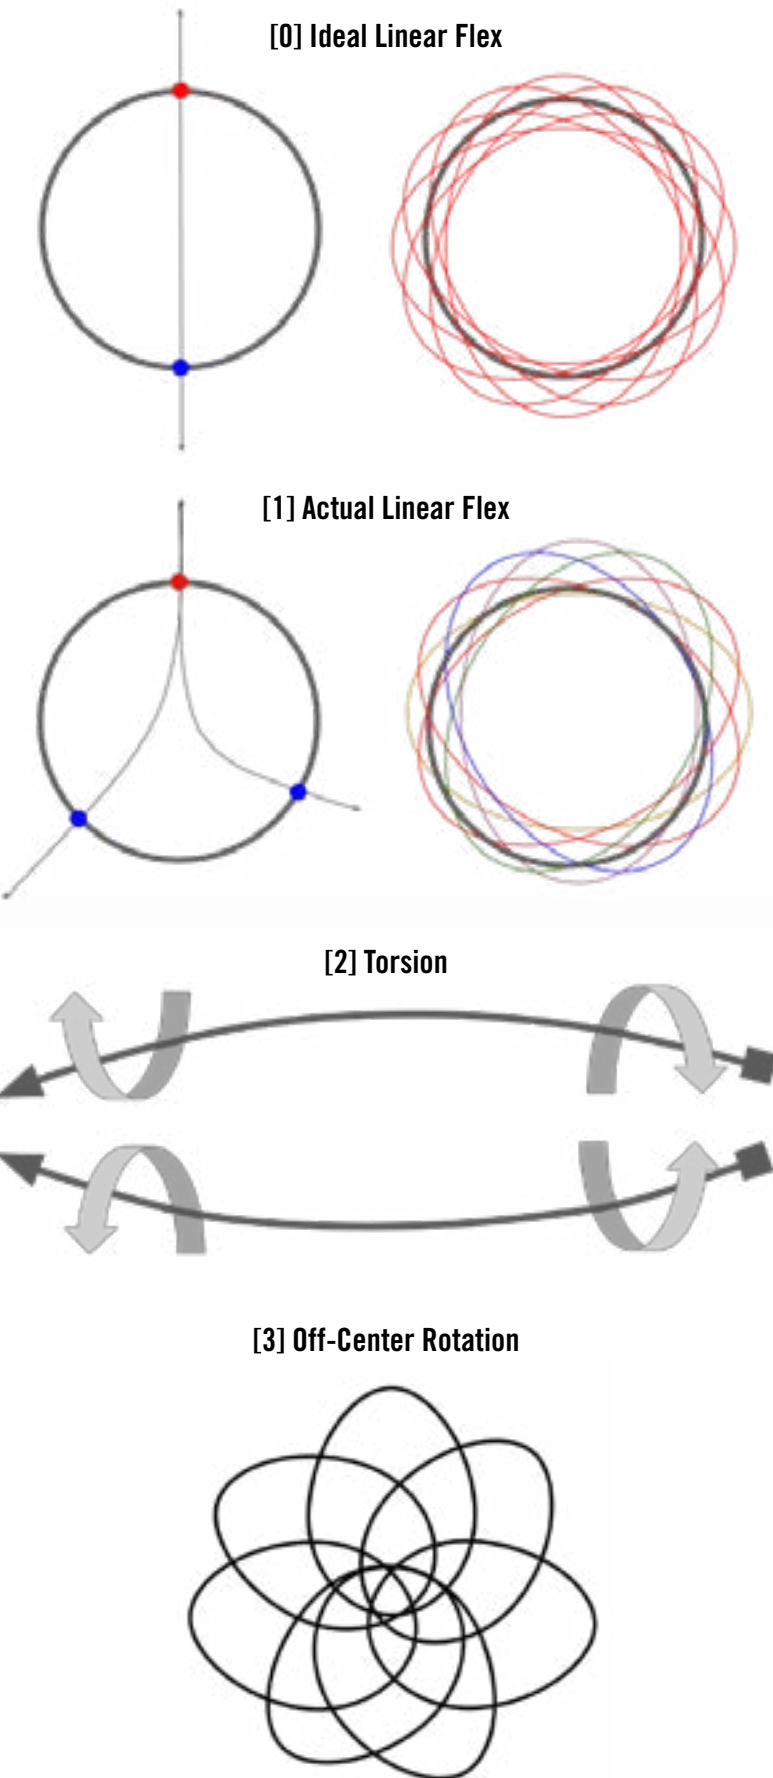 [0] Ideal Linear Flex
[1] Actual Linear Flex
[2] Torsion
[3] Off-Center Rotation